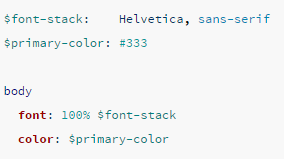 $font-stack:    Helvetica, sans-serif
$primary-color: #333

body
  font: 100% $font-stack
  color: $primary-color